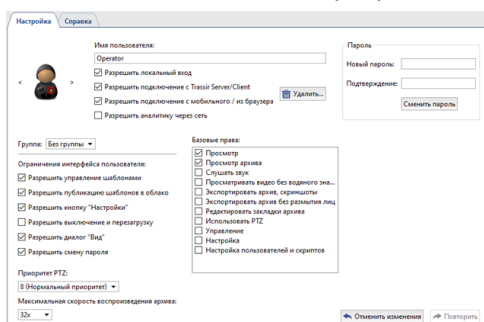 Настройка Справка
Имя пользователя:
Operator
Разрешить локальный вход
Разрешить подключение с Trassir Server/Client
Разрешить подключение с мобильного / из браузера
Разрешить аналитику через сеть
Удалить...
Пароль
Новый пароль:
Подтверждение:
Сменить пароль
Группа: Без группы
Ограничения интерфейса пользователя:
Разрешить управление шаблонами
Разрешить публикацию шаблонов в облако
Разрешить кнопку "Настройки"
Разрешить выключение и перезагрузку
Разрешить диалог "Вид"
Разрешить смену пароля
Приоритет PTZ:
8 (Нормальный приоритет)
Максимальная скорость воспроизведения архива:
32x
Базовые права:
Просмотр
Просмотр архива
Слушать звук
Просматривать видео без водяного зна...
Экспортировать архив, скриншоты
Экспортировать архив без размытия лиц
Редактировать закладки архива
Использовать PTZ
Управление
Настройка
Настройка пользователей и скриптов
Отменить изменения
Повторить